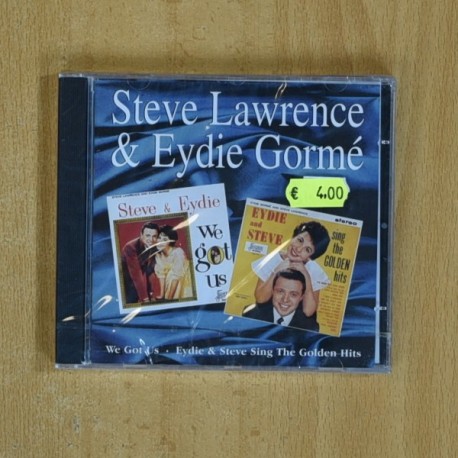 Steve Lawrence
& Eydie Gormé
€ 4.00
Steve & Eydie
we
got
us
EYDIE
and
STEVE
stereo
sing
the
GOLDEN
hits
We Got Us · Eydie & Steve Sing The Golden Hits